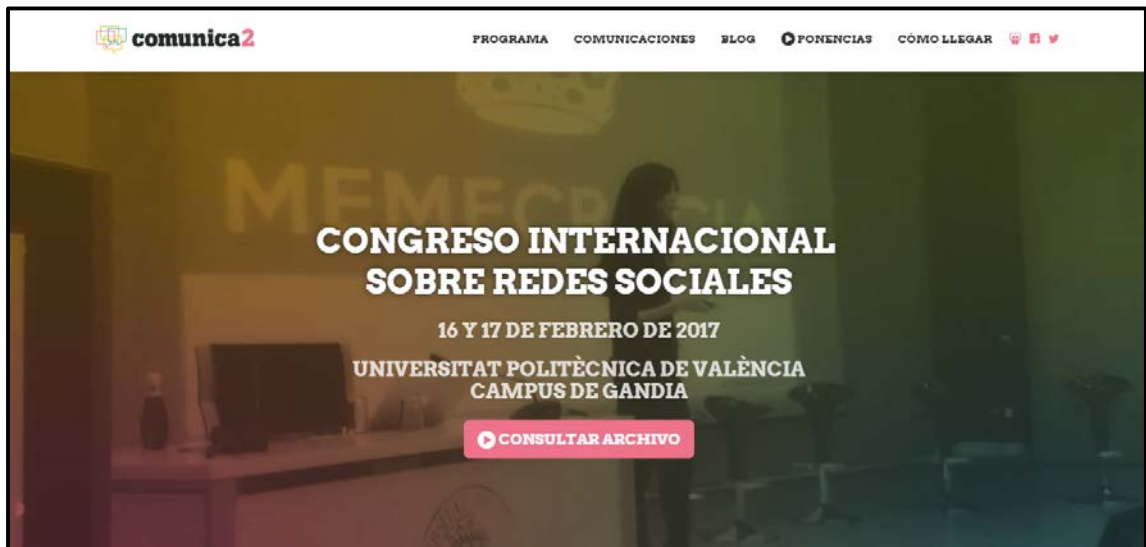 comunica2
PROGRAMA COMUNICACIONES BLOG PONENCIAS CÓMO LLEGAR
CONGRESO INTERNACIONAL
SOBRE REDES SOCIALES
16 Y 17 DE FEBRERO DE 2017
UNIVERSITAT POLITÈCNICA DE VALÈNCIA
CAMPUS DE GANDIA
CONSULTAR ARCHIVO